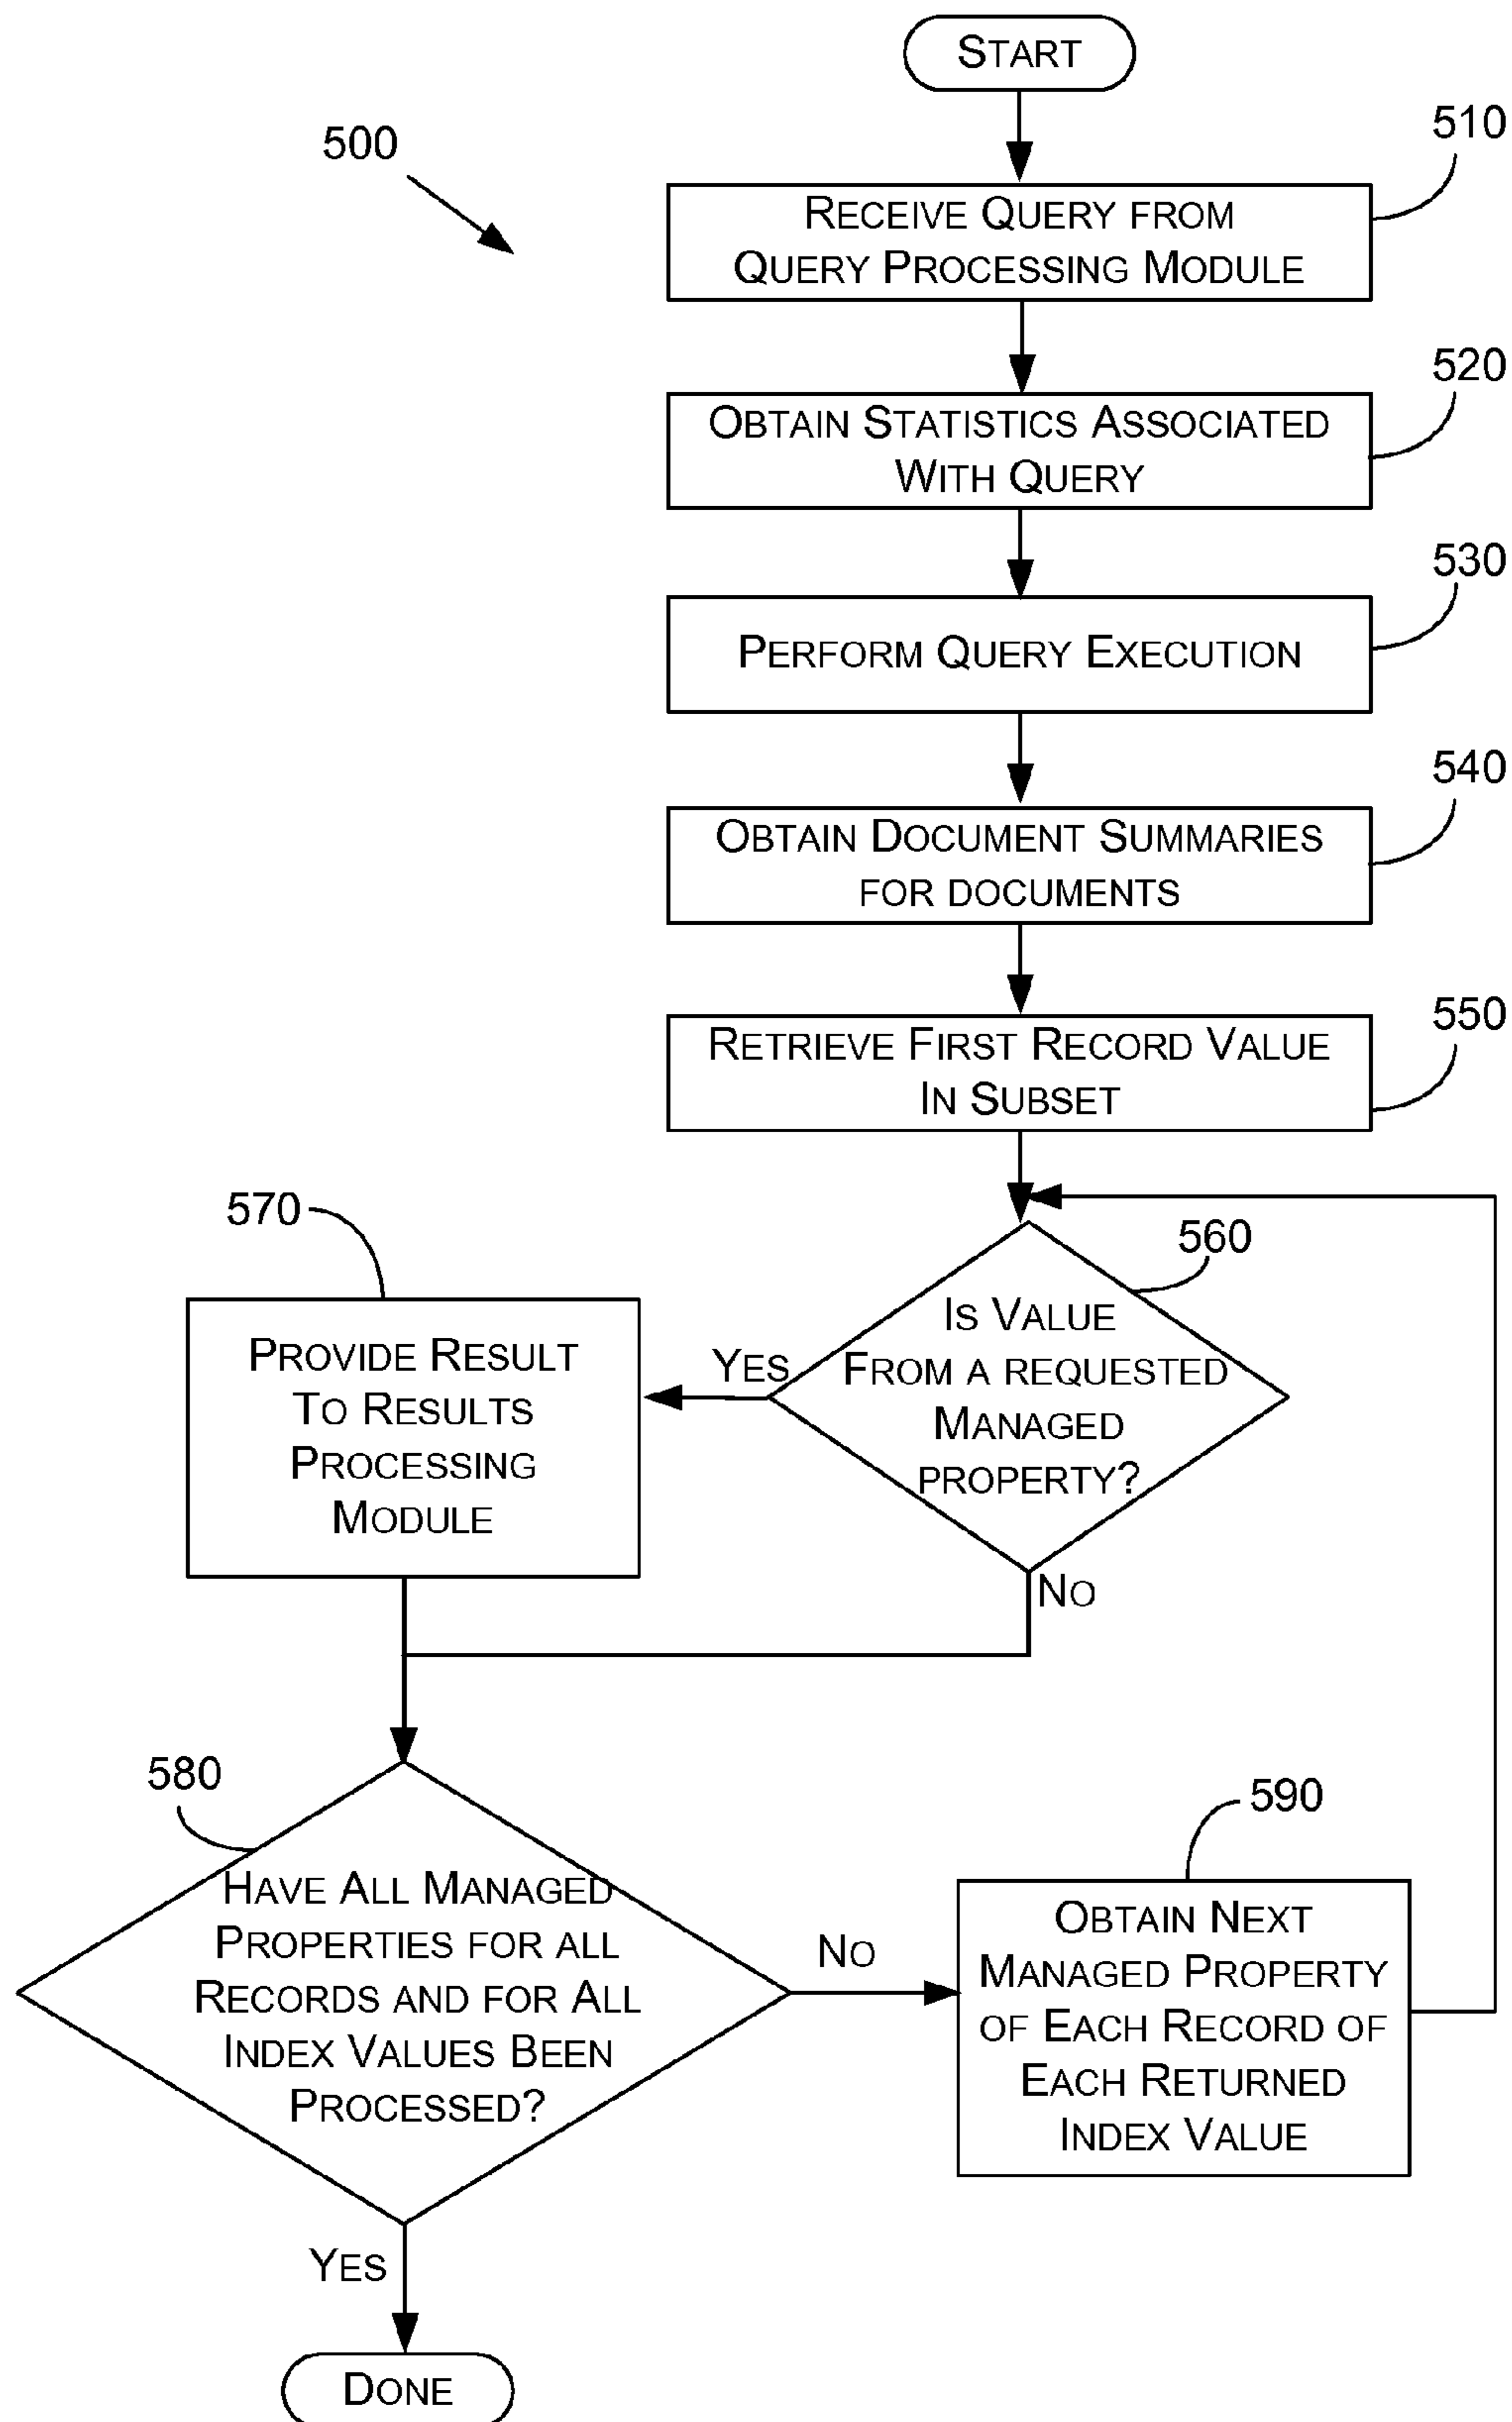 START
500
510
RECEIVE QUERY FROM
QUERY PROCESSING MODULE
520
OBTAIN STATISTICS ASSOCIATED
WITH QUERY
530
PERFORM QUERY EXECUTION
540
OBTAIN DOCUMENT SUMMARIES
FOR DOCUMENTS
550
RETRIEVE FIRST RECORD VALUE
IN SUBSET
560
IS VALUE
FROM A REQUESTED
MANAGED
PROPERTY?
YES
NO
570
PROVIDE RESULT
TO RESULTS
PROCESSING
MODULE
580
HAVE ALL MANAGED
PROPERTIES FOR ALL
RECORDS AND FOR ALL
INDEX VALUES BEEN
PROCESSED?
NO
590
OBTAIN NEXT
MANAGED PROPERTY
OF EACH RECORD OF
EACH RETURNED
INDEX VALUE
YES
DONE